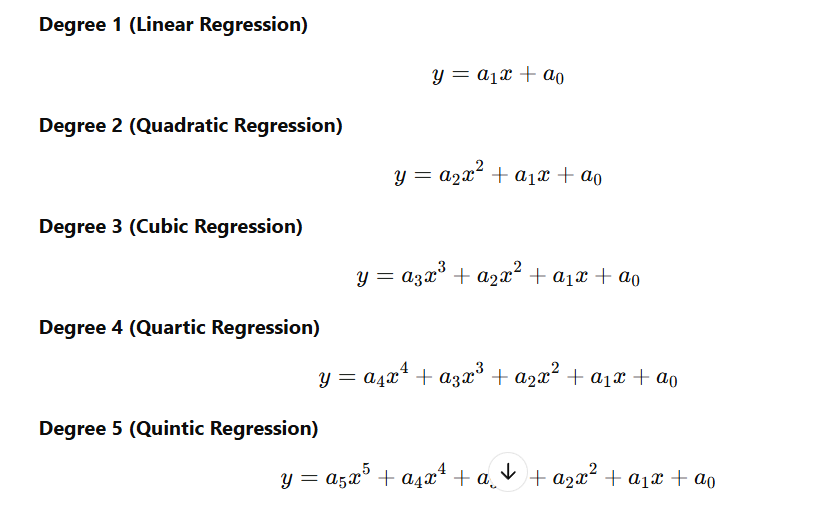 Degree 1 (Linear Regression)
y = a₁x + a₀
Degree 2 (Quadratic Regression)
y = a₂x² + a₁x + a₀
Degree 3 (Cubic Regression)
y = a₃x³ + a₂x² + a₁x + a₀
Degree 4 (Quartic Regression)
y = a₄x⁴ + a₃x³ + a₂x² + a₁x + a₀
Degree 5 (Quintic Regression)
y = a₅x⁵ + a₄x⁴ + a + a₂x² + a₁x + a₀